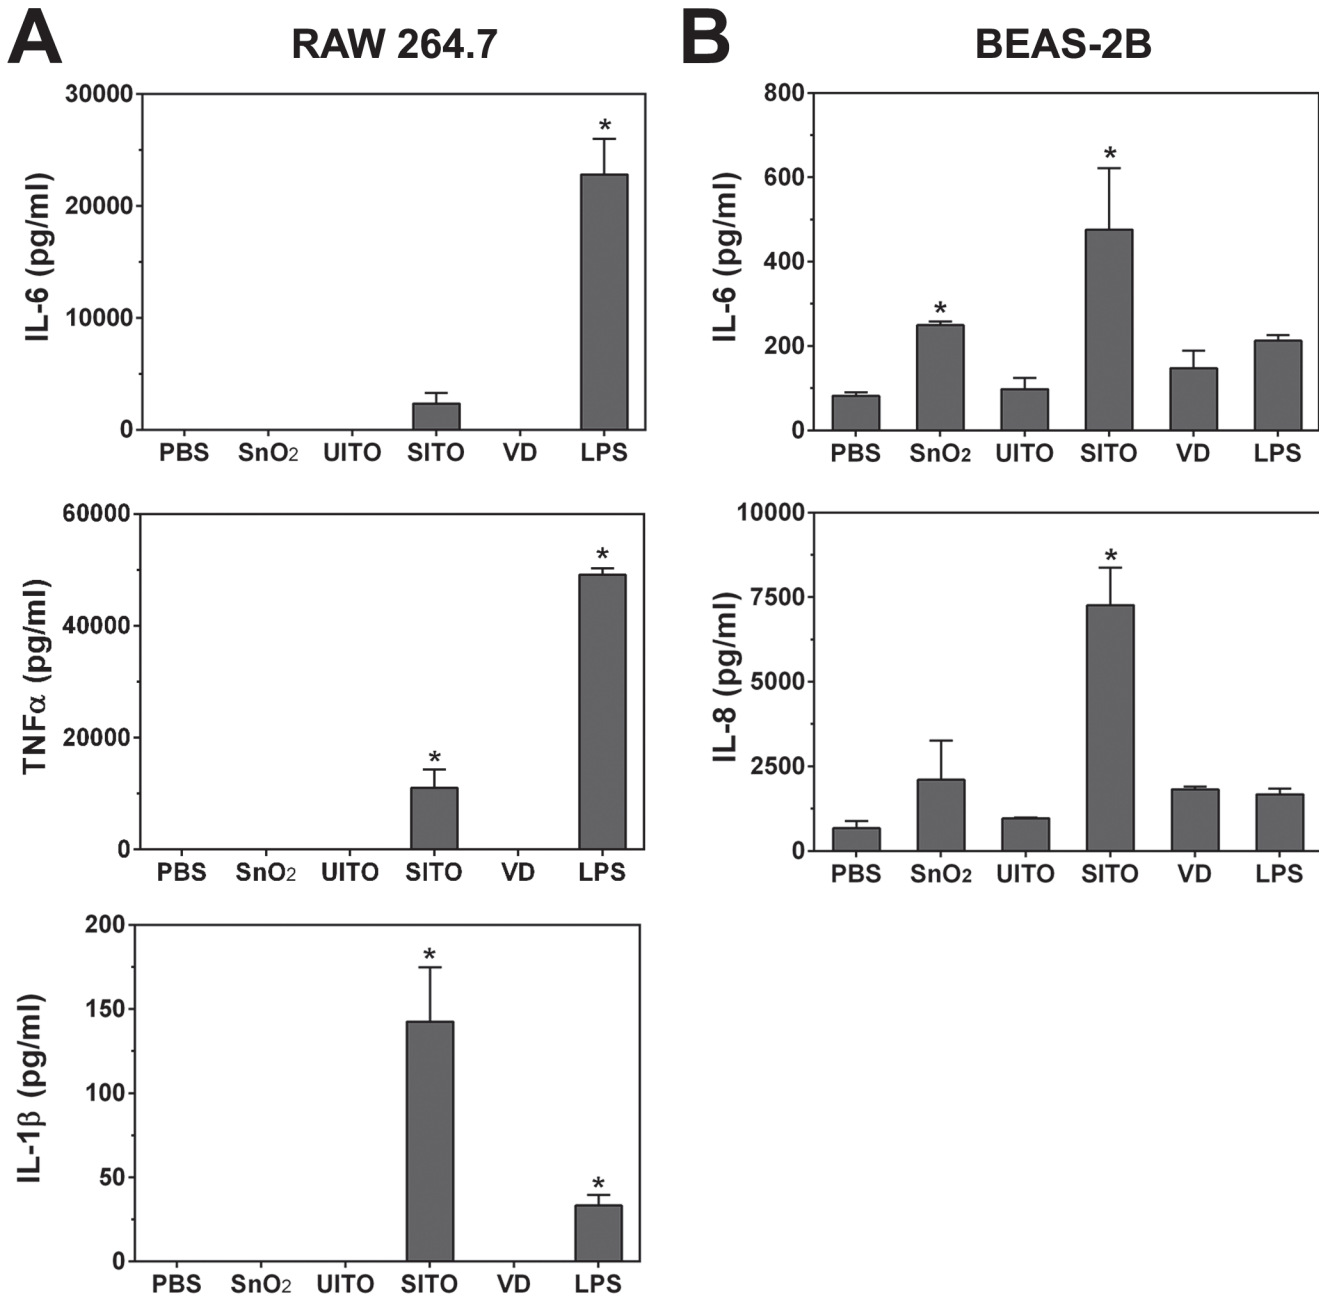 A
RAW 264.7
IL-6 (pg/ml)
30000
20000
10000
0
*
PBS SnO2 UITO SITO VD LPS
TNFα (pg/ml)
60000
40000
20000
0
*
*
PBS SnO2 UITO SITO VD LPS
IL-1β (pg/ml)
200
150
100
50
0
*
*
PBS SnO2 UITO SITO VD LPS
B
BEAS-2B
IL-6 (pg/ml)
800
600
400
200
0
*
*
PBS SnO2 UITO SITO VD LPS
IL-8 (pg/ml)
10000
7500
5000
2500
0
*
PBS SnO2 UITO SITO VD LPS